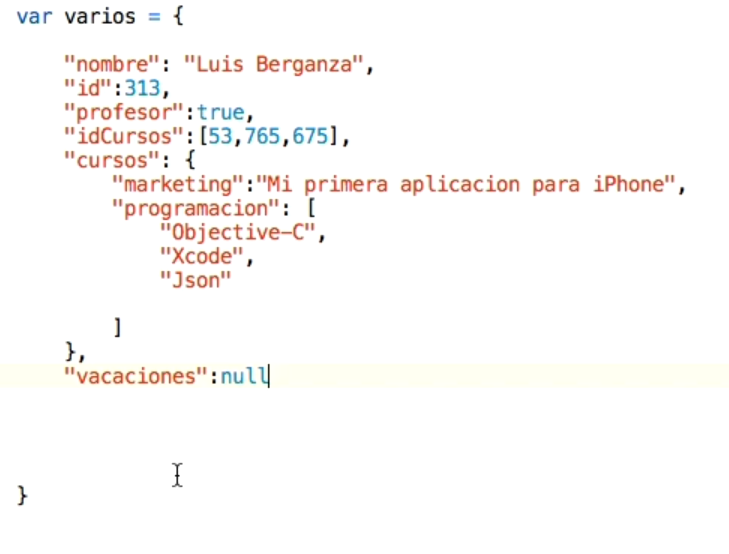 var varios = {
"nombre": "Luis Berganza",
"id":313,
"profesor":true,
"idCursos":[53,765,675],
"cursos": {
"marketing":"Mi primera aplicacion para iPhone",
"programacion": [
"Objective-C",
"Xcode",
"Json"
]
},
"vacaciones":null
}